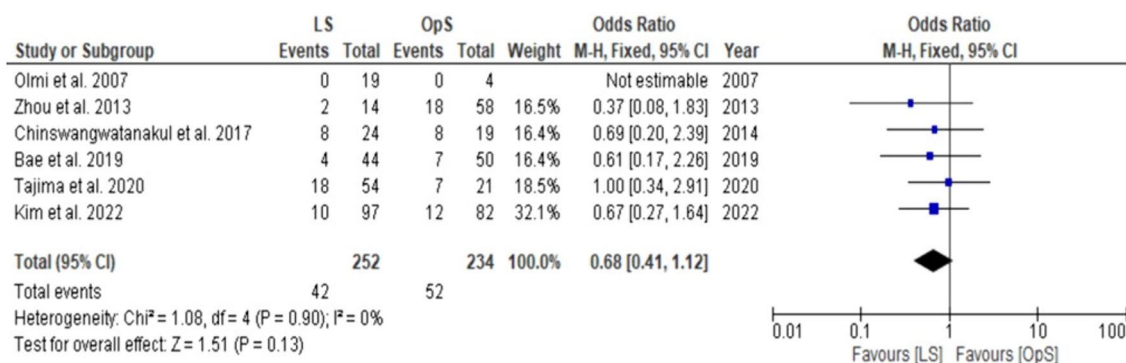 LS OpS Odds Ratio Odds Ratio
Study or Subgroup Events Total Events Total Weight M-H, Fixed, 95% CI Year M-H, Fixed, 95% CI
Olmi et al. 2007 0 19 0 4 Not estimable 2007
Zhou et al. 2013 2 14 18 58 16.5% 0.37 [0.08, 1.83] 2013
Chinswangwatanakul et al. 2017 8 24 8 19 16.4% 0.69 [0.20, 2.39] 2014
Bae et al. 2019 4 44 7 50 16.4% 0.61 [0.17, 2.26] 2019
Tajima et al. 2020 18 54 7 21 18.5% 1.00 [0.34, 2.91] 2020
Kim et al. 2022 10 97 12 82 32.1% 0.67 [0.27, 1.64] 2022
Total (95% CI) 252 234 100.0% 0.68 [0.41, 1.12]
Total events 42 52
Heterogeneity: Chi² = 1.08, df = 4 (P = 0.90); I² = 0%
Test for overall effect: Z = 1.51 (P = 0.13)
0.01 0.1 1 10 100
Favours [LS] Favours [OpS]